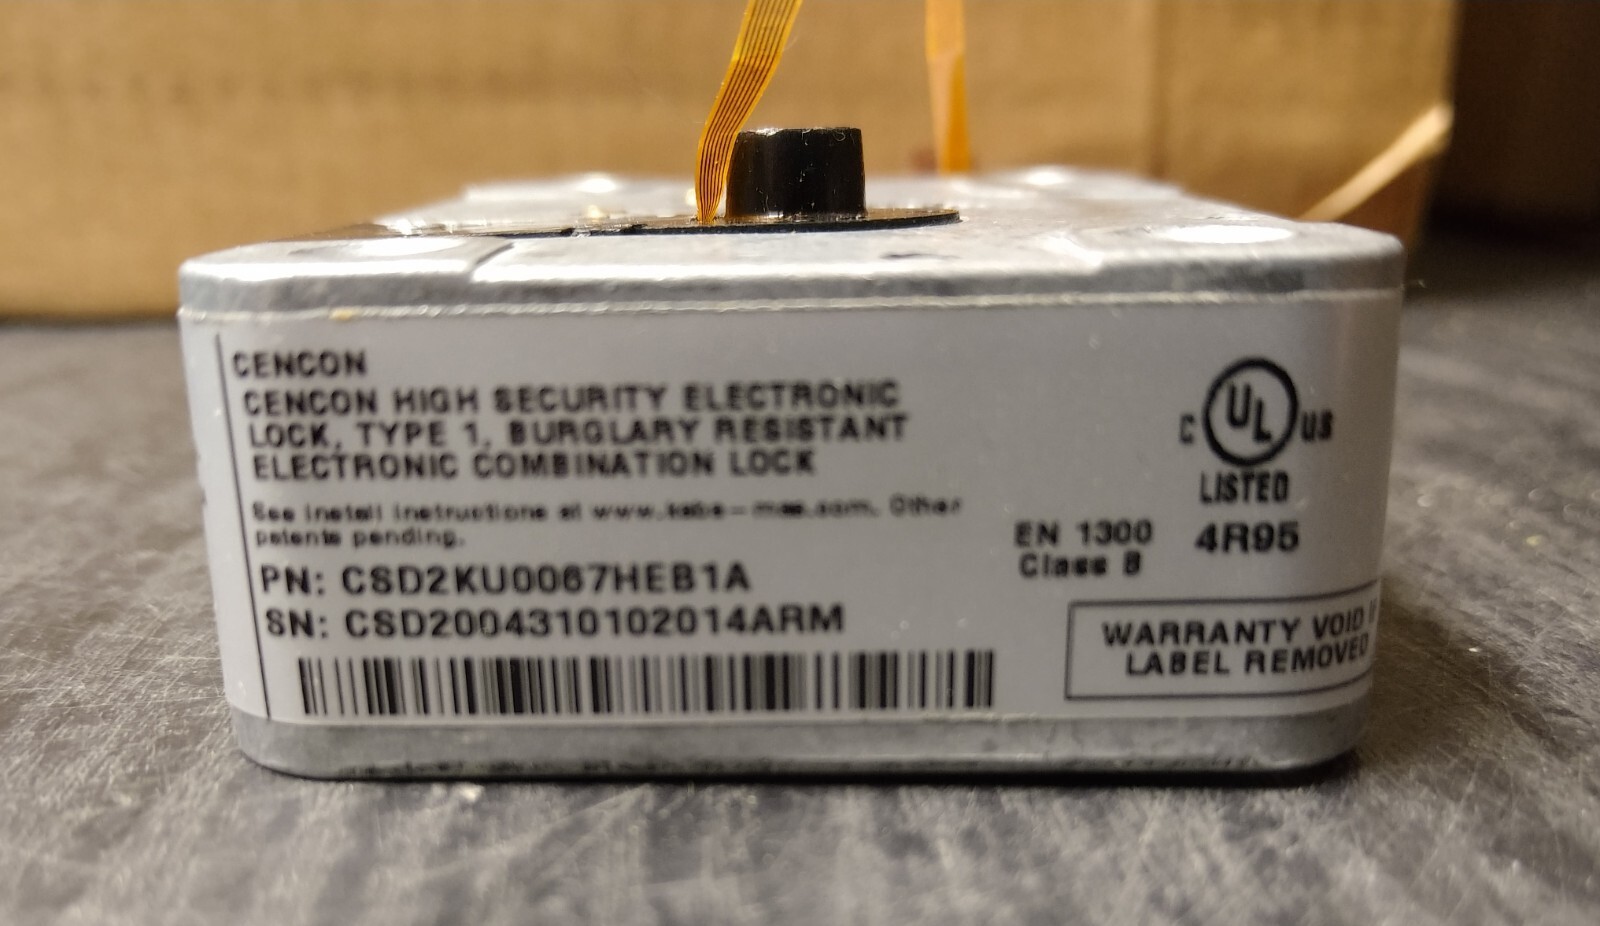 CENCON
CENCON HIGH SECURITY ELECTRONIC
LOCK, TYPE 1, BURGLARY RESISTANT
ELECTRONIC COMBINATION LOCK
See install instructions at www.kaba-mas.com. Other
patents pending.
PN: CSD2KU0067HEB1A
SN: CSD2004310102014ARM
C UL US
LISTED
4R95
EN 1300
Class B
WARRANTY VOID
LABEL REMOVED